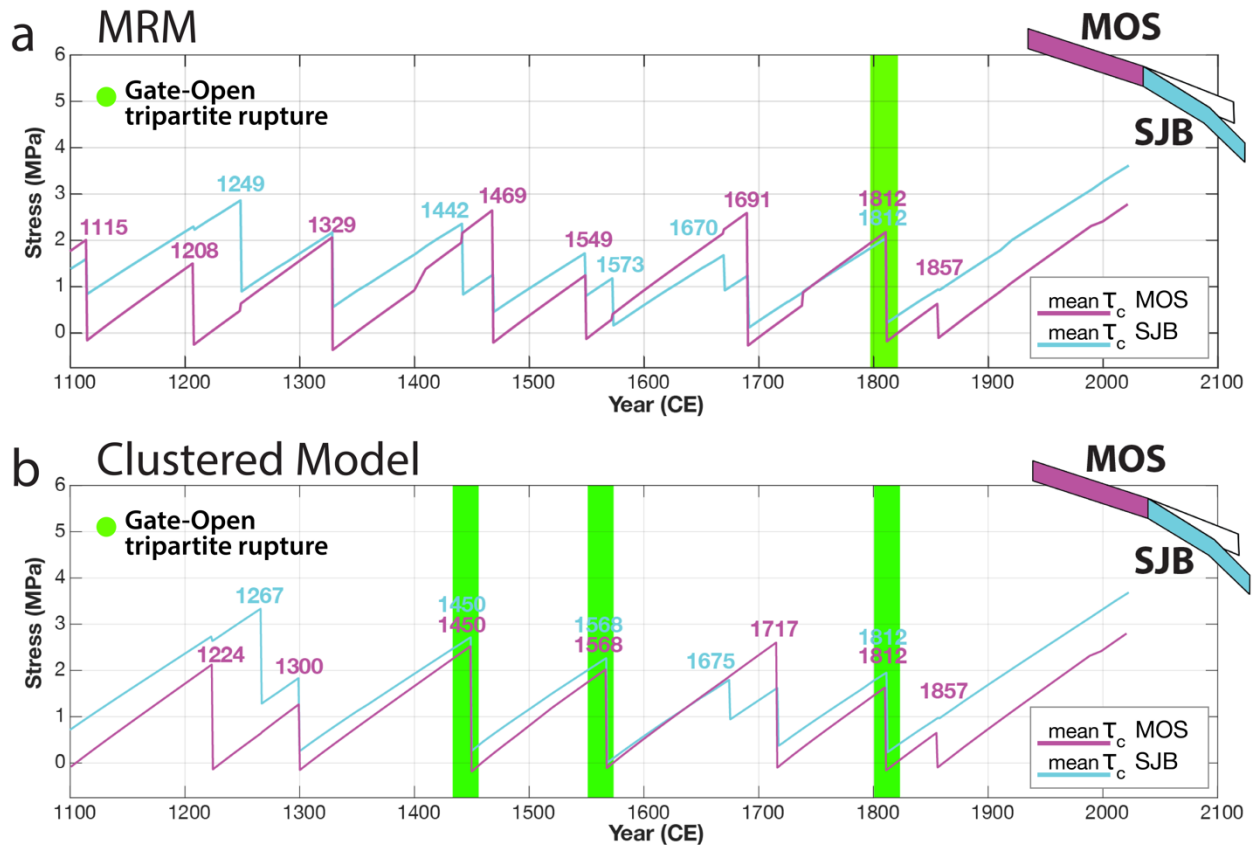 a MRM
MOS
SJB
Gate-Open
tripartite rupture
Stress (MPa)
6
5
4
3
2
1
0
1115
1208
1249
1329
1442
1469
1549
1573
1670
1691
1812
1812
1857
mean τc MOS
mean τc SJB
1100 1200 1300 1400 1500 1600 1700 1800 1900 2000 2100
Year (CE)
b Clustered Model
MOS
SJB
Gate-Open
tripartite rupture
Stress (MPa)
6
5
4
3
2
1
0
1224
1267
1300
1450
1450
1568
1568
1675
1717
1812
1812
1857
mean τc MOS
mean τc SJB
1100 1200 1300 1400 1500 1600 1700 1800 1900 2000 2100
Year (CE)